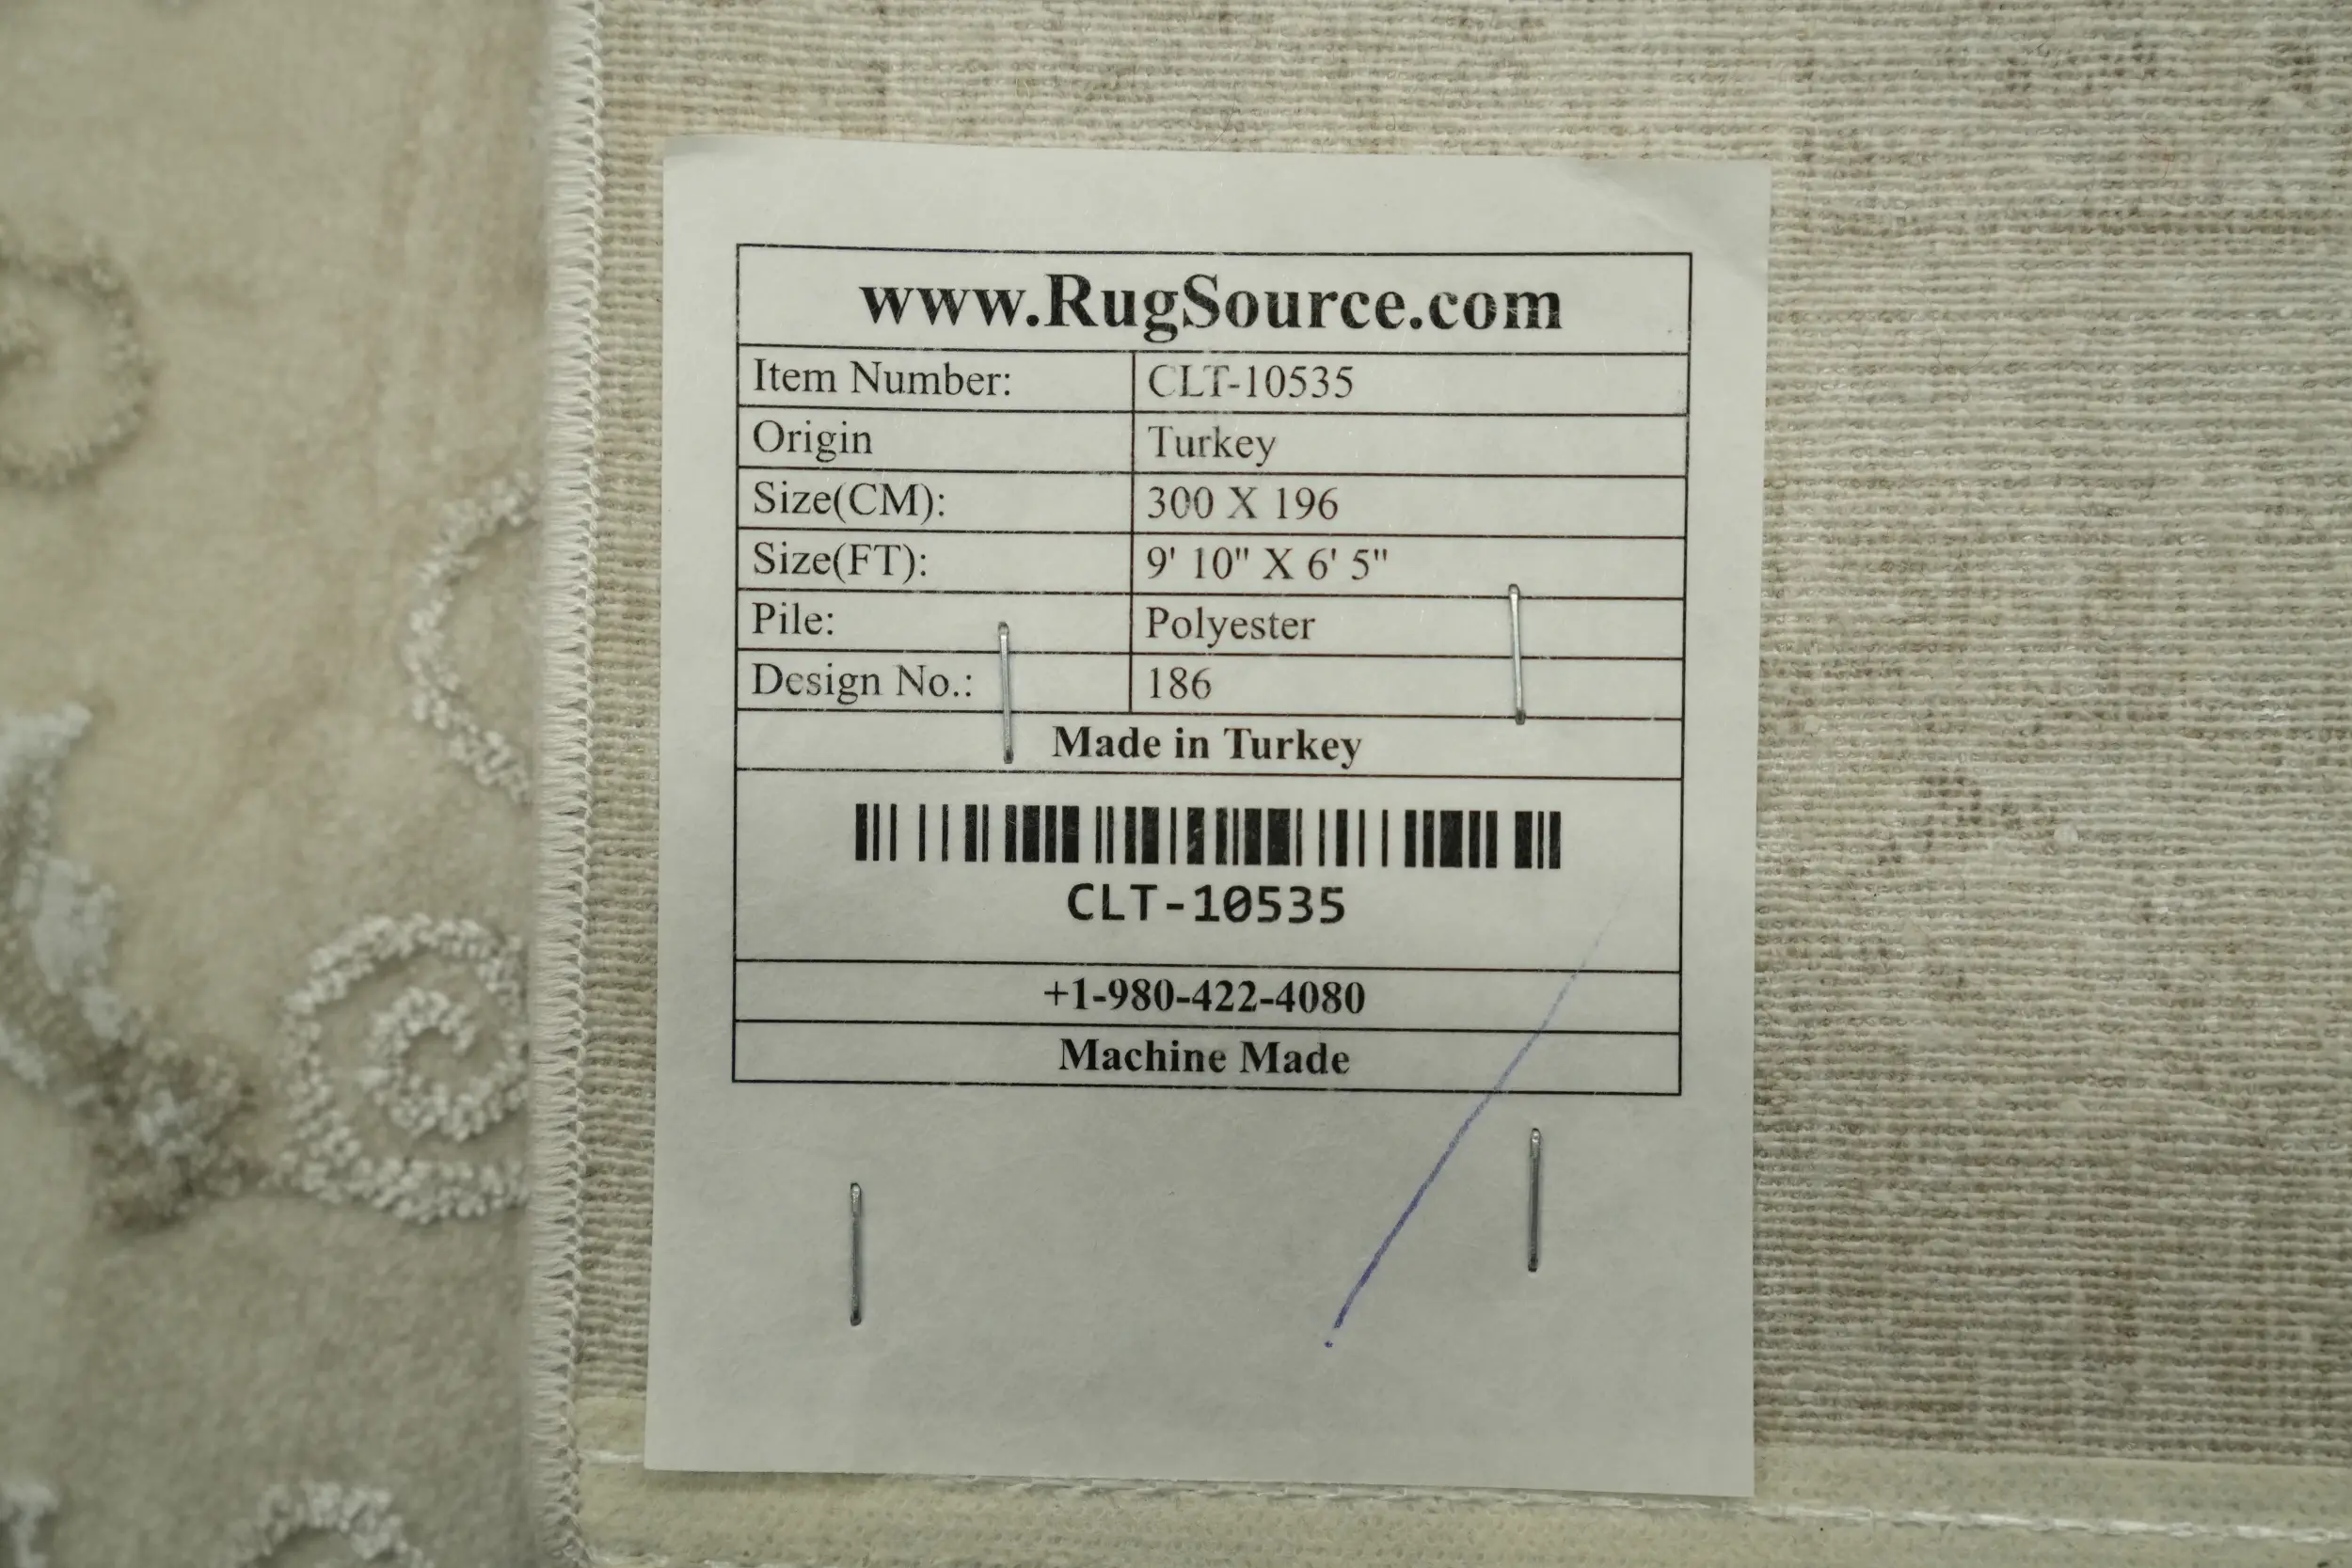 www.RugSource.com
Item Number: CLT-10535
Origin Turkey
Size(CM): 300 X 196
Size(FT): 9' 10" X 6' 5"
Pile: Polyester
Design No.: 186
Made in Turkey
CLT-10535
+1-980-422-4080
Machine Made